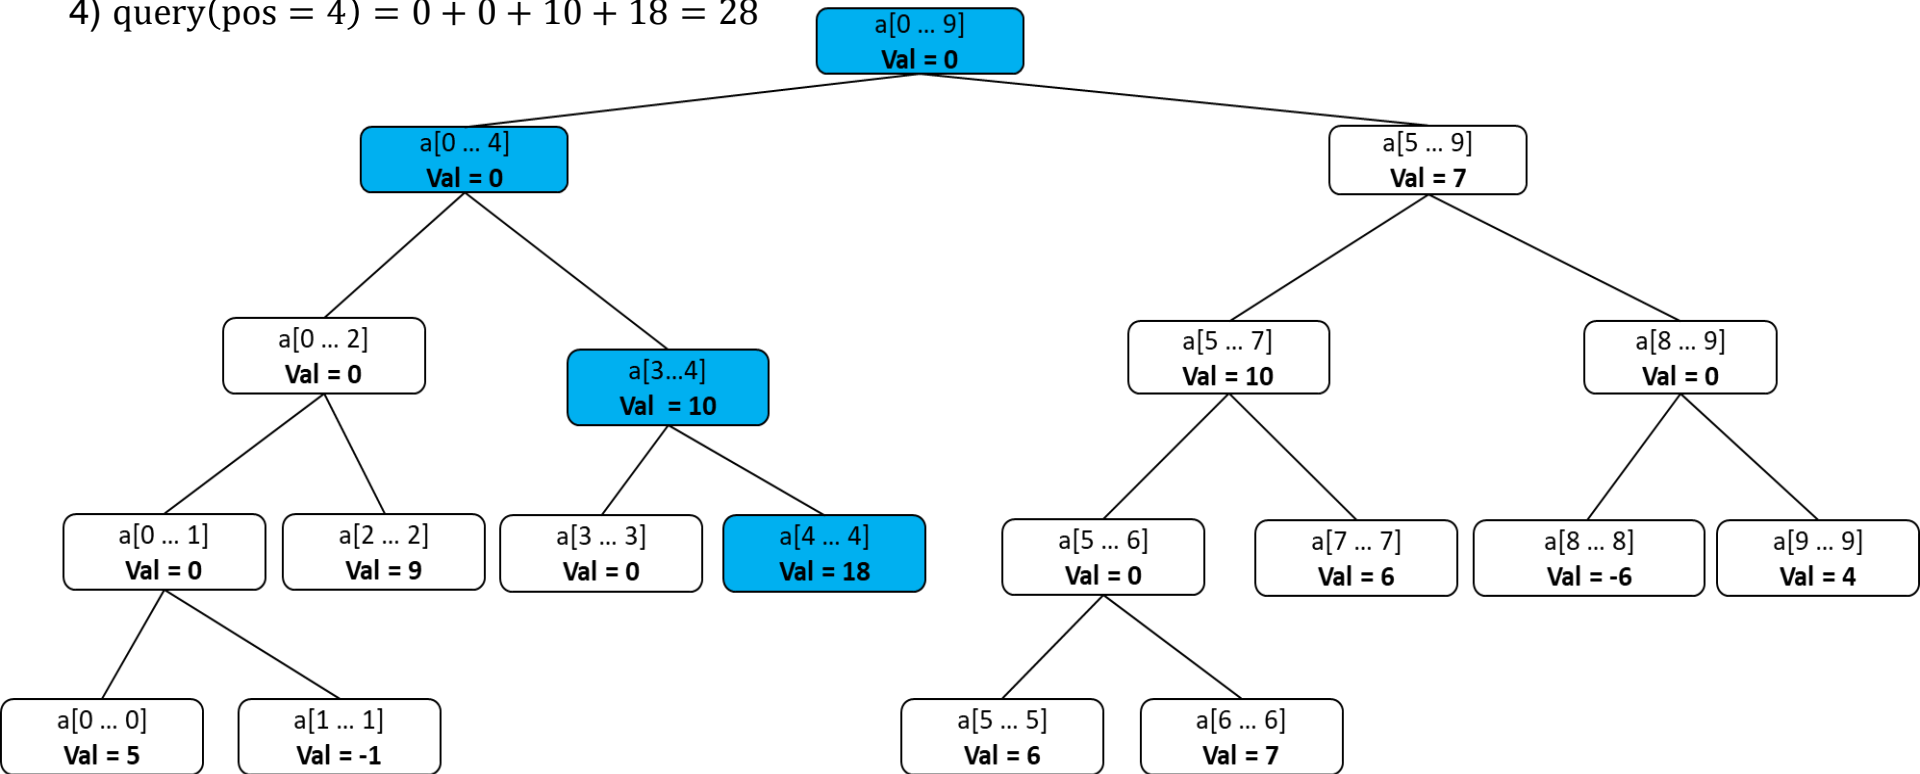 4) query(pos = 4) = 0 + 0 + 10 + 18 = 28
a[0 ... 9]
Val = 0
a[0 ... 4]
Val = 0
a[5 ... 9]
Val = 7
a[0 ... 2]
Val = 0
a[3...4]
Val = 10
a[5 ... 7]
Val = 10
a[8 ... 9]
Val = 0
a[0 ... 1]
Val = 0
a[2 ... 2]
Val = 9
a[3 ... 3]
Val = 0
a[4 ... 4]
Val = 18
a[5 ... 6]
Val = 0
a[7 ... 7]
Val = 6
a[8 ... 8]
Val = -6
a[9 ... 9]
Val = 4
a[0 ... 0]
Val = 5
a[1 ... 1]
Val = -1
a[5 ... 5]
Val = 6
a[6 ... 6]
Val = 7